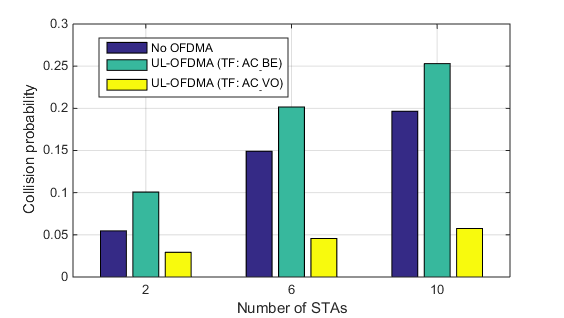 0.3
0.25
0.2
0.15
0.1
0.05
0
Collision probability
No OFDMA
UL-OFDMA (TF: AC_BE)
UL-OFDMA (TF: AC_VO)
2 6 10
Number of STAs